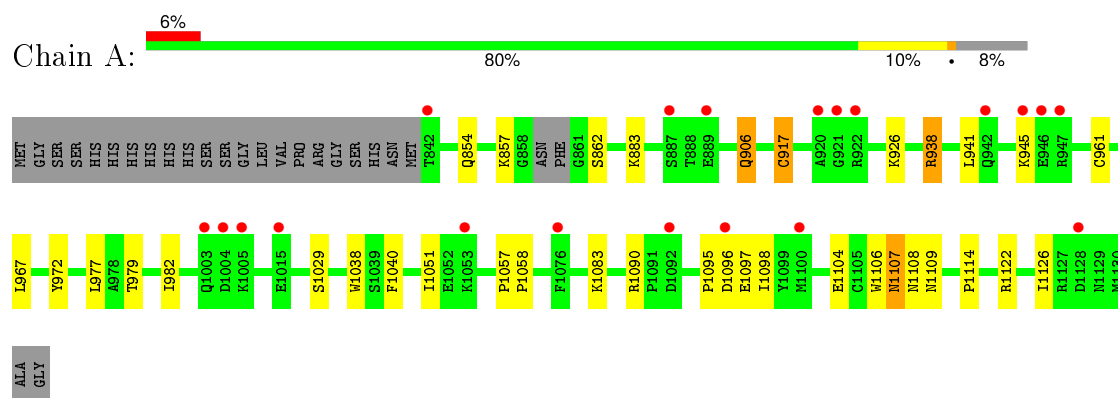 6%
Chain A:
80% 10% • 8%
MET GLY SER SER HIS HIS HIS HIS HIS HIS SER SER GLY LEU VAL PRO ARG GLY SER HIS ASN MET T842 Q854 K857 G858 ASN PHE G861 S862 K883 S887 T888 E889 Q906 C917 A920 G921 R922 K926 R938 L941 Q942 K945 E946 R947 C961
L967 Y972 L977 A978 T979 I982 Q1003 D1004 K1005 E1015 S1029 W1038 S1039 F1040 I1051 E1052 K1053 P1057 P1058 F1076 K1083 R1090 P1091 D1092 P1095 D1096 E1097 I1098 Y1099 M1100 E1104 C1105 W1106 N1107 N1108 N1109 P1114 R1122 I1126 R1127 D1128 N1129 M1130
ALA GLY